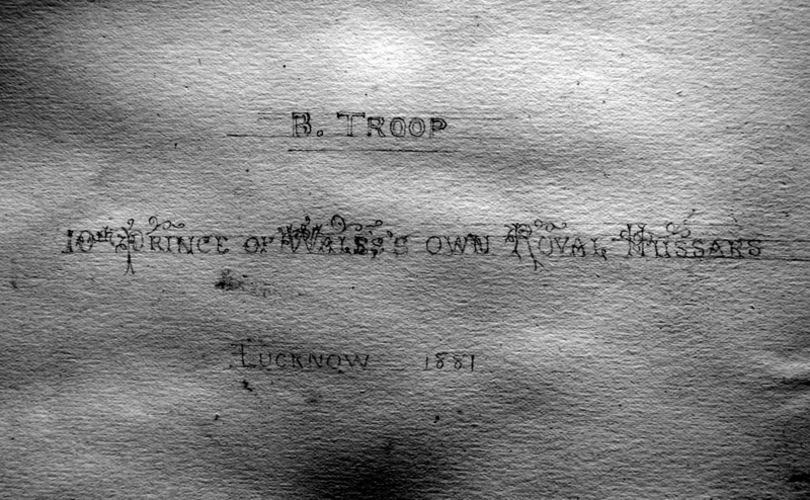 B. TROOP
10th PRINCE OF WALES'S OWN ROYAL HUSSARS
LUCKNOW 1881